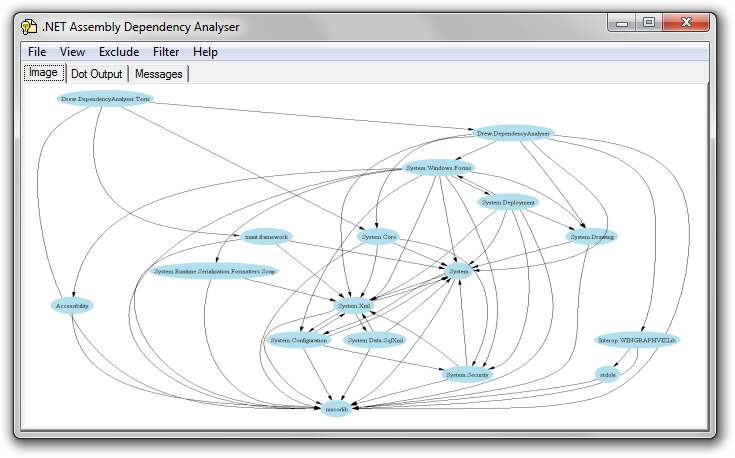 .NET Assembly Dependency Analyser
File View Exclude Filter Help
Image Dot Output Messages
Drew.DependencyAnalyser.Tests
Drew.DependencyAnalyser
System.Windows.Forms
System.Deployment
nunit.framework
System.Core
System.Drawing
System.Runtime.Serialization.Formatters.Soap
System
Accessibility
System.Xml
System.Configuration
System.Data.SqlXml
Interop.WINGRAPHVIZLib
System.Security
stdole
mscorlib